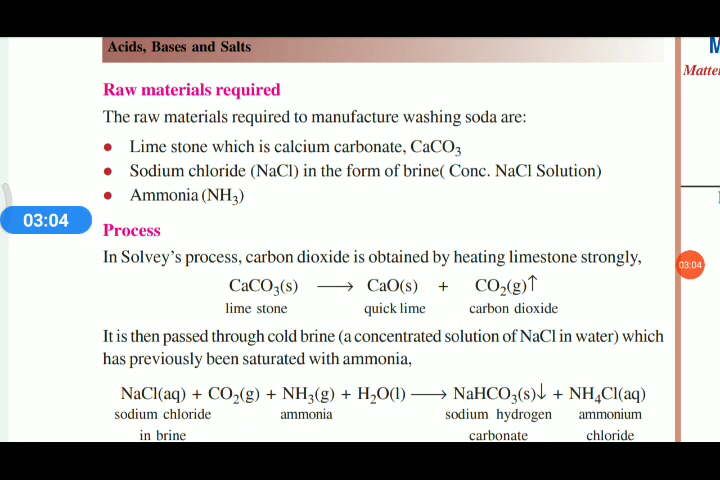 Acids, Bases and Salts
M
Matter
Raw materials required
The raw materials required to manufacture washing soda are:
• Lime stone which is calcium carbonate, CaCO₃
• Sodium chloride (NaCl) in the form of brine( Conc. NaCl Solution)
• Ammonia (NH₃)
03:04
Process
In Solvey's process, carbon dioxide is obtained by heating limestone strongly,
03:04
CaCO₃(s) ⟶ CaO(s) + CO₂(g)↑
lime stone quick lime carbon dioxide
It is then passed through cold brine (a concentrated solution of NaCl in water) which
has previously been saturated with ammonia,
NaCl(aq) + CO₂(g) + NH₃(g) + H₂O(l) ⟶ NaHCO₃(s)↓ + NH₄Cl(aq)
sodium chloride ammonia sodium hydrogen ammonium
in brine carbonate chloride